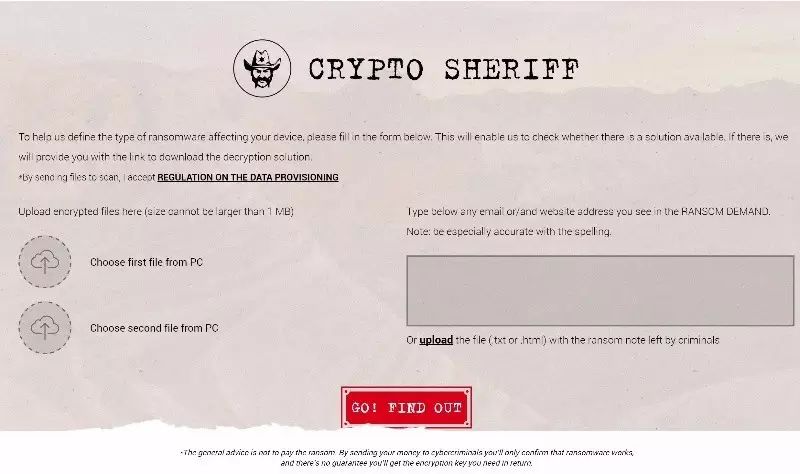 CRYPTO SHERIFF
To help us define the type of ransomware affecting your device, please fill in the form below. This will enable us to check whether there is a solution available. If there is, we
will provide you with the link to download the decryption solution.
*By sending files to scan, I accept REGULATION ON THE DATA PROVISIONING
Upload encrypted files here (size cannot be larger than 1 MB)
Choose first file from PC
Choose second file from PC
Type below any email or/and website address you see in the RANSOM DEMAND.
Note: be especially accurate with the spelling.
Or upload the file (.txt or .html) with the ransom note left by criminals
GO! FIND OUT
*The general advice is not to pay the ransom. By sending your money to cybercriminals you'll only confirm that ransomware works,
and there's no guarantee you'll get the encryption key you need in return.